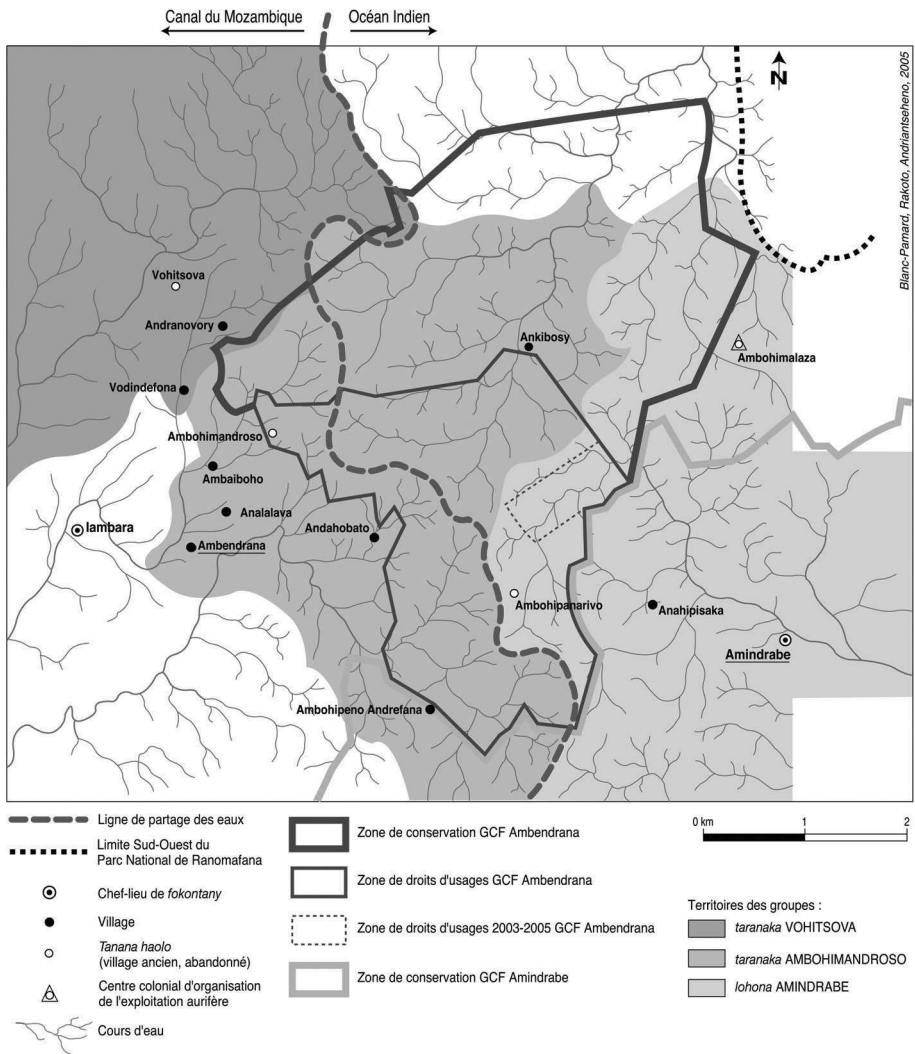 Canal du Mozambique
Océan Indien
N
Blanc-Pamard, Rakoto, Andriantseheno, 2005
Vohitsova
Andranovory
Ankibosy
Ambohimalaza
Vodindefona
Ambohimandroso
Ambaiboho
Iambara
Analalava
Andahobato
Ambendrana
Ambohipanarivo
Anahipisaka
Amindrabe
Ambohipeno Andrefana
Ligne de partage des eaux
Limite Sud-Ouest du
Parc National de Ranomafana
Chef-lieu de fokontany
Village
Tanana haolo
(village ancien, abandonné)
Centre colonial d'organisation
de l'exploitation aurifère
Cours d'eau
Zone de conservation GCF Ambendrana
Zone de droits d'usages GCF Ambendrana
Zone de droits d'usages 2003-2005 GCF Ambendrana
Zone de conservation GCF Amindrabe
0 km 1 2
Territoires des groupes :
taranaka VOHITSOVA
taranaka AMBOHIMANDROSO
lohona AMINDRABE